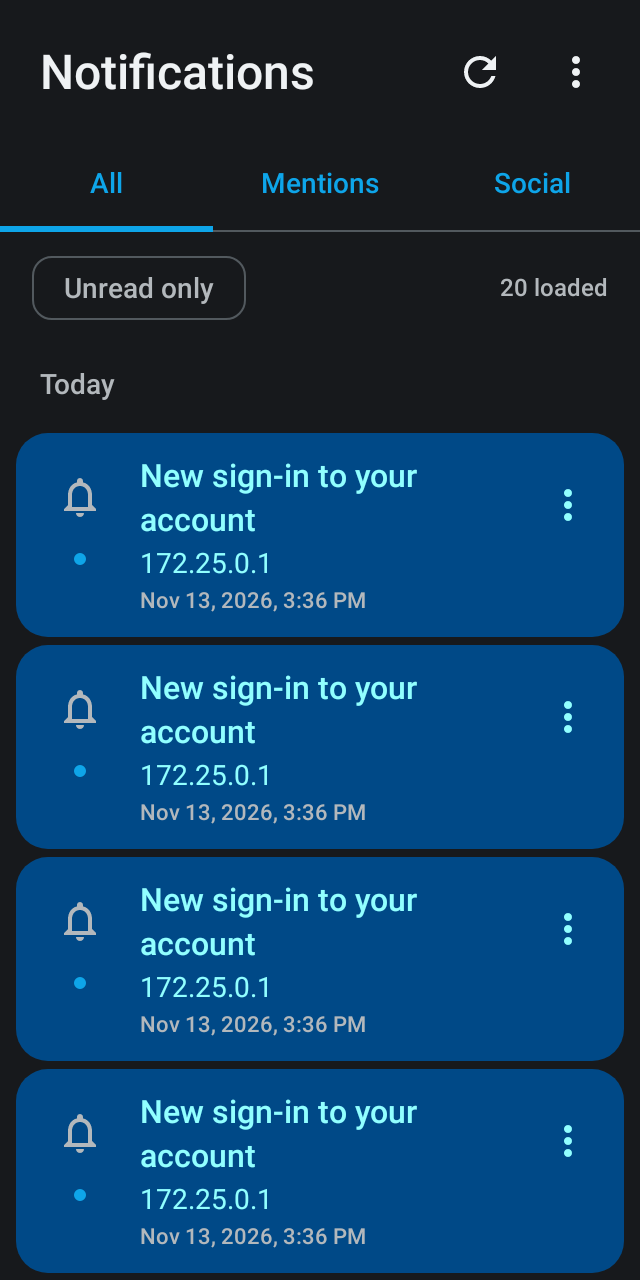 Notifications
All
Mentions
Social
Unread only
20 loaded
Today
New sign-in to your
account
172.25.0.1
Nov 13, 2026, 3:36 PM
New sign-in to your
account
172.25.0.1
Nov 13, 2026, 3:36 PM
New sign-in to your
account
172.25.0.1
Nov 13, 2026, 3:36 PM
New sign-in to your
account
172.25.0.1
Nov 13, 2026, 3:36 PM